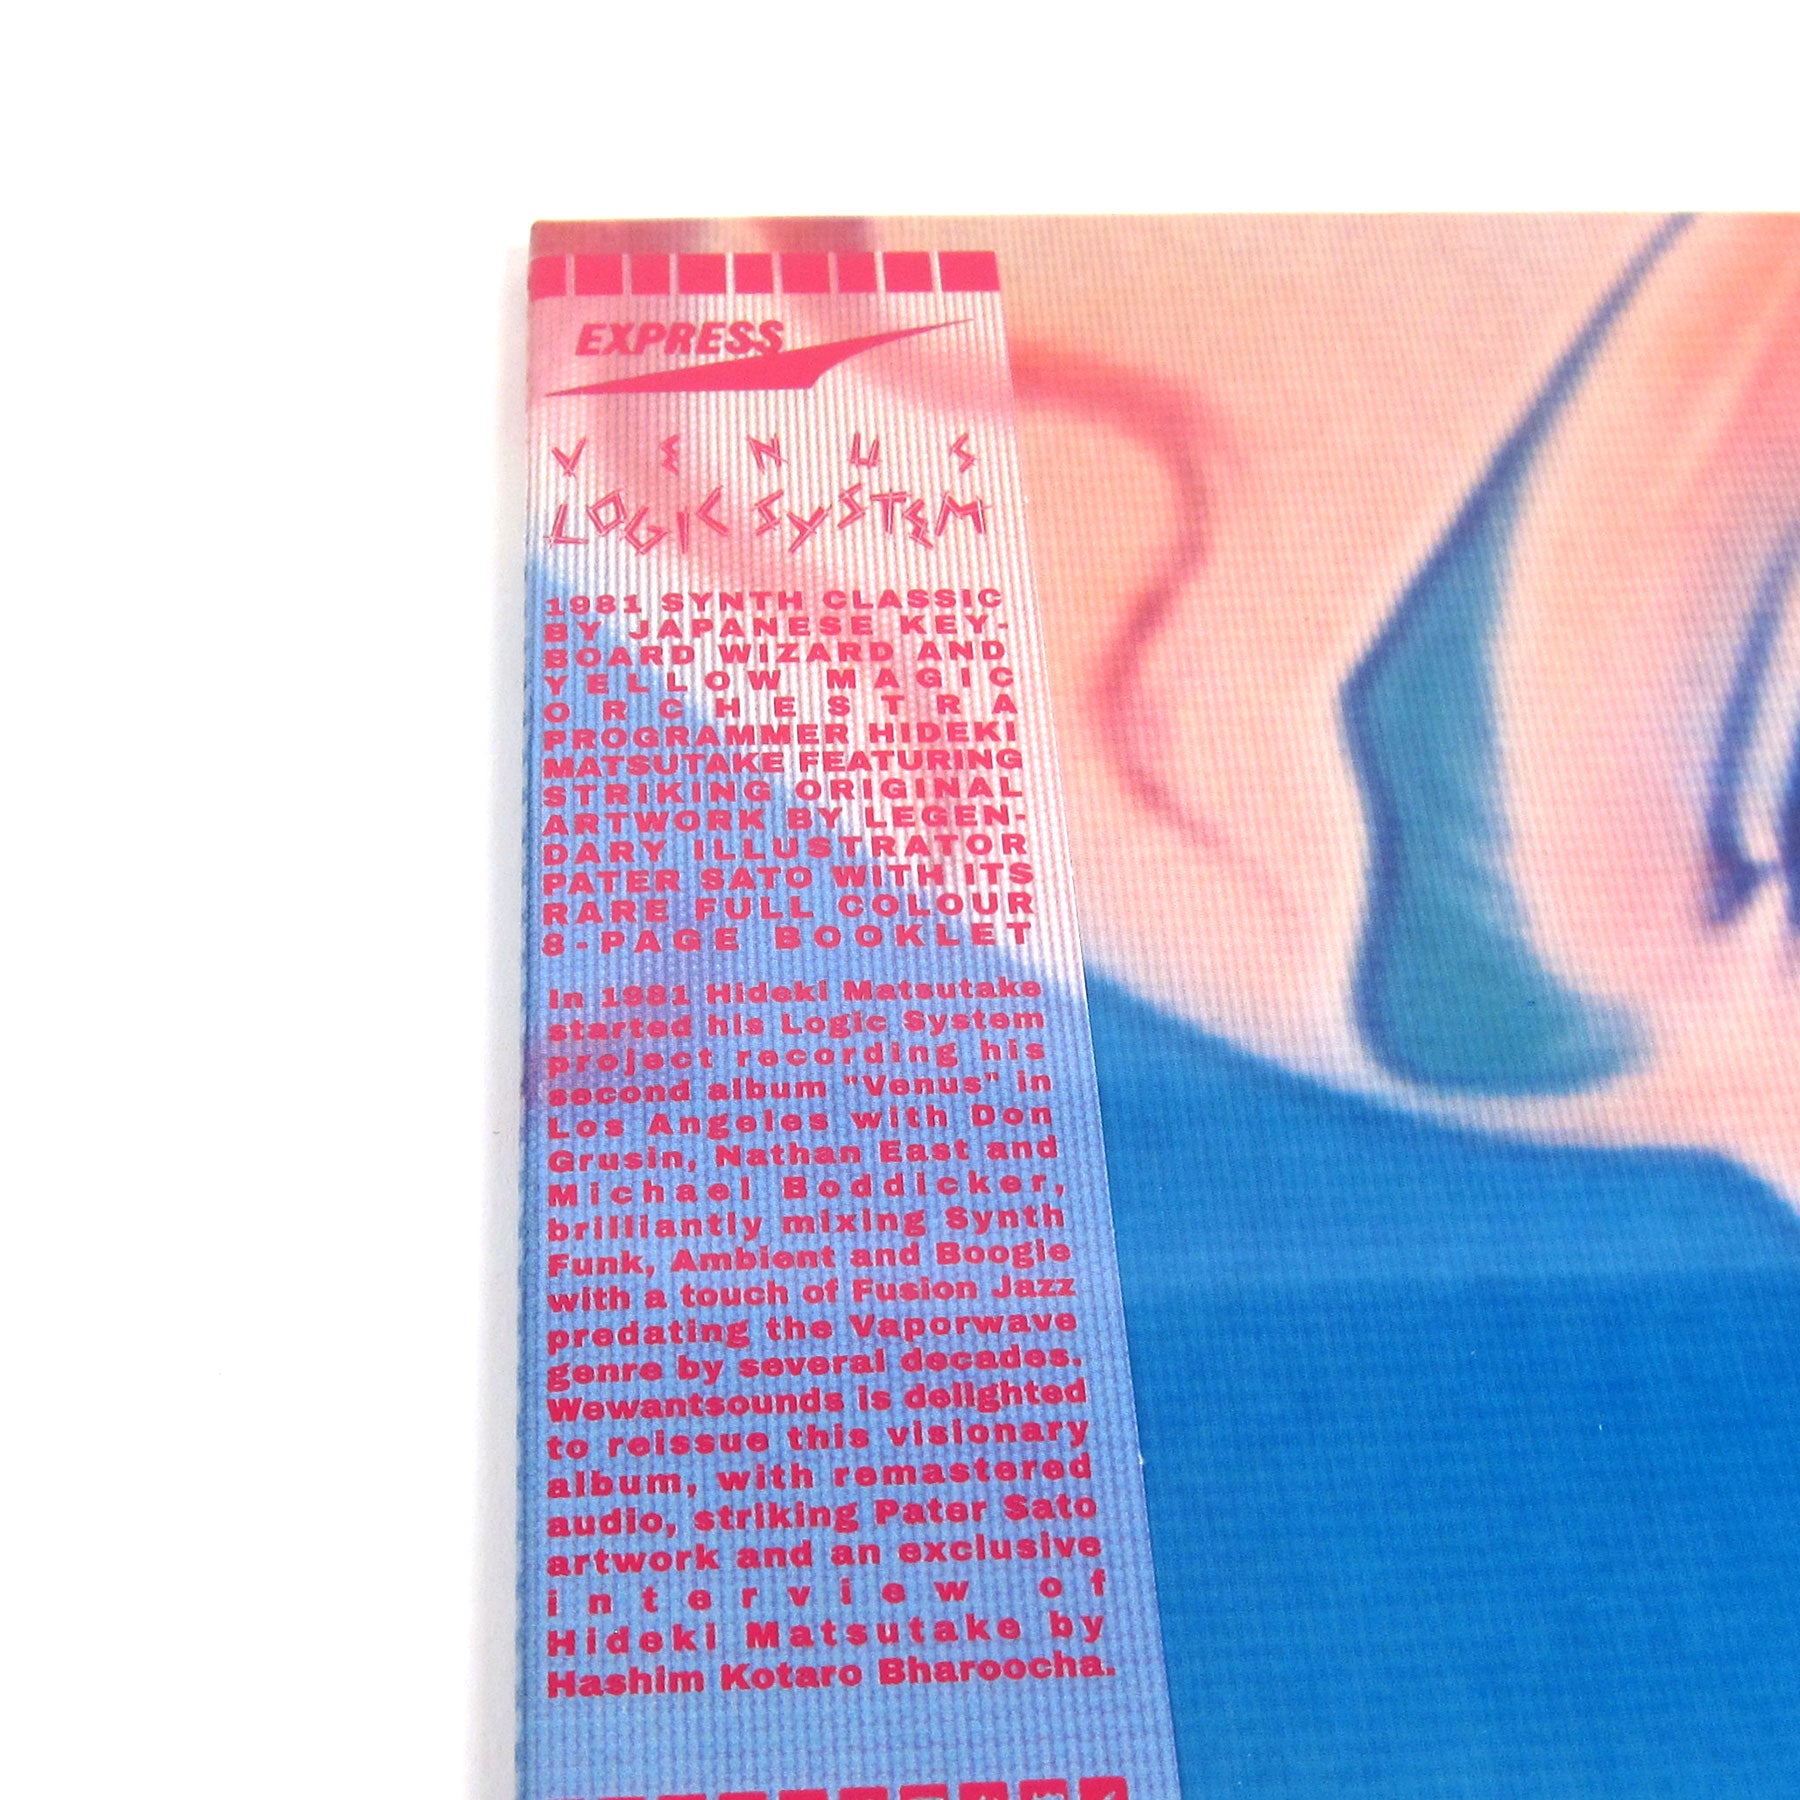 EXPRESS
VENUS
LOGIC SYSTEM
1981 SYNTH CLASSIC
BY JAPANESE KEY-
BOARD WIZARD AND
YELLOW MAGIC
ORCHESTRA
PROGRAMMER HIDEKI
MATSUTAKE FEATURING
STRIKING ORIGINAL
ARTWORK BY LEGEN-
DARY ILLUSTRATOR
PATER SATO WITH ITS
RARE FULL COLOUR
8-PAGE BOOKLET
In 1981 Hideki Matsutake
started his Logic System
project recording his
second album "Venus" in
Los Angeles with Don
Grusin, Nathan East and
Michael Boddicker,
brilliantly mixing Synth
Funk, Ambient and Boogie
with a touch of Fusion Jazz
predating the Vaporwave
genre by several decades.
Wewantsounds is delighted
to reissue this visionary
album, with remastered
audio, striking Pater Sato
artwork and an exclusive
interview of
Hideki Matsutake by
Hashim Kotaro Bharoocha.